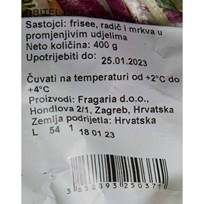 Sastojci: frisee, radič i mrkva u
promjenjivim udjelima
Neto količina: 400 g
Upotrijebiti do: 25.01.2023
Čuvati na temperaturi od +2°C do
+4°C
Proizvodi: Fragaria d.o.o.,
Hondlova 2/1, Zagreb, Hrvatska
Zemlja podrijetla: Hrvatska
L 54 1 18 01 23